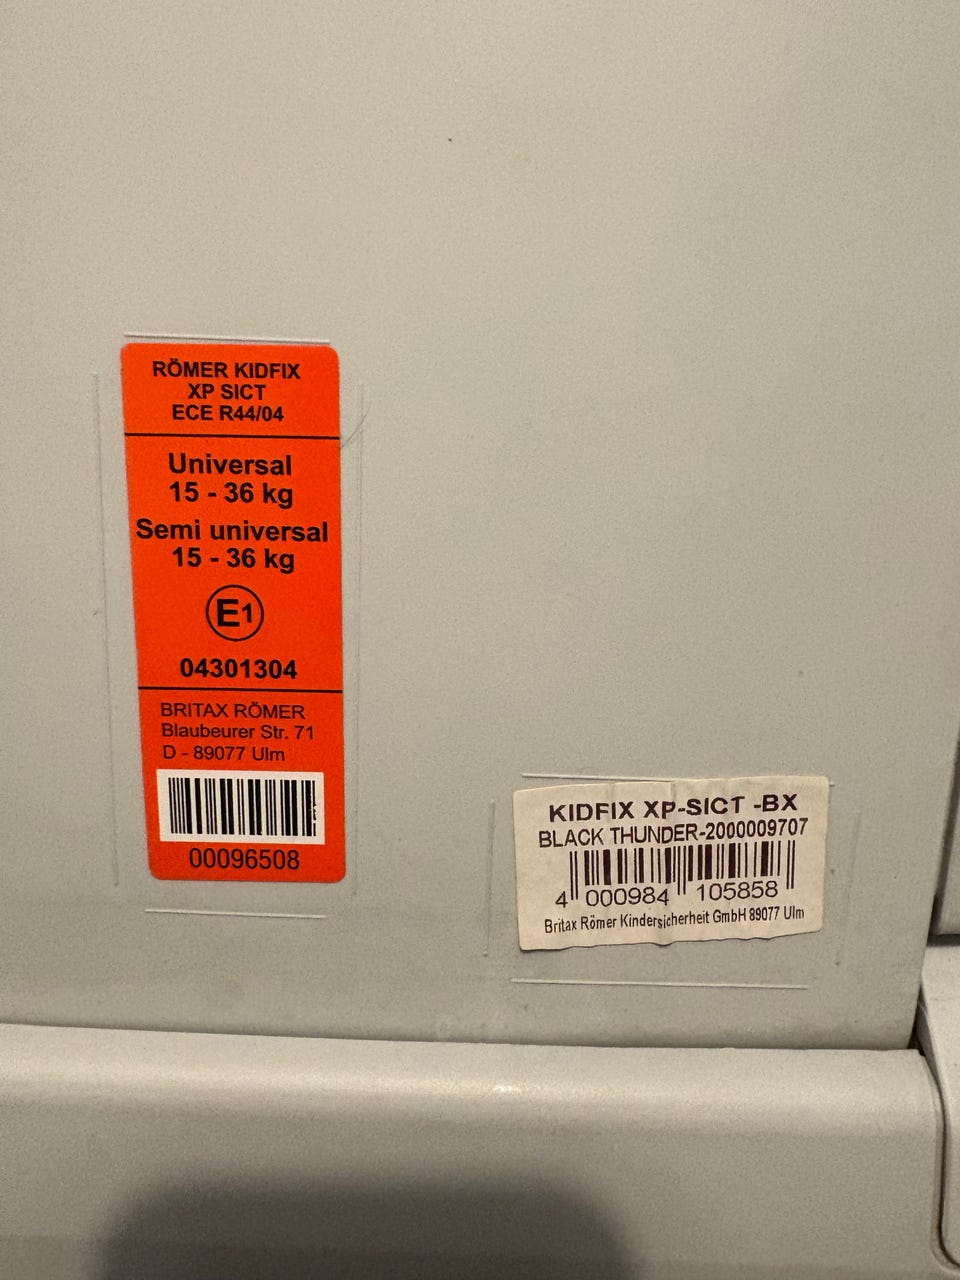 RÖMER KIDFIX
XP SICT
ECE R44/04
Universal
15 - 36 kg
Semi universal
15 - 36 kg
E1
04301304
BRITAX RÖMER
Blaubeurer Str. 71
D - 89077 Ulm
00096508
KIDFIX XP-SICT -BX
BLACK THUNDER-2000009707
4 000984 105858
Britax Römer Kindersicherheit GmbH 89077 Ulm